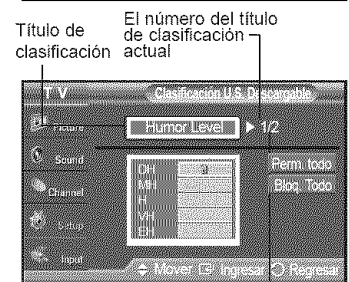 Título de
clasificación
El número del título
de clasificación
actual
TV
Clasificación U.S. Descargable
Picture
Humor Level ▶ 1/2
Sound
DH
MH
H
VH
EH
Perm. todo
Bloq. Todo
Channel
Setup
Input
Mover Ingresar Regresar